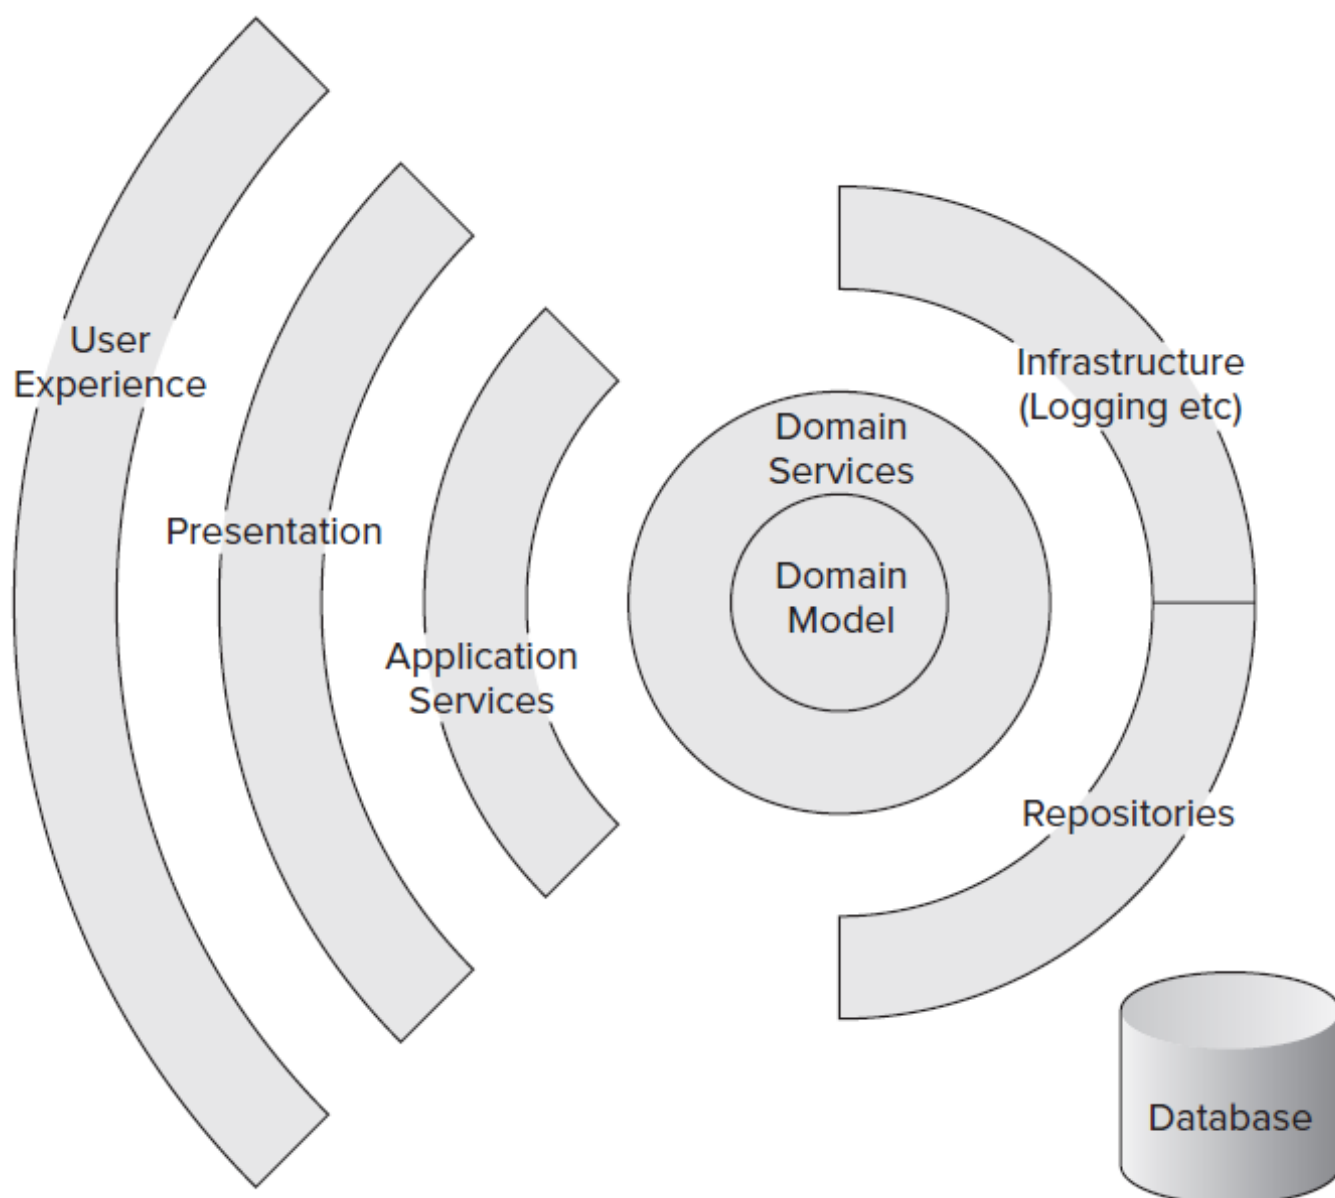 User
Experience
Presentation
Application
Services
Domain
Services
Domain
Model
Infrastructure
(Logging etc)
Repositories
Database